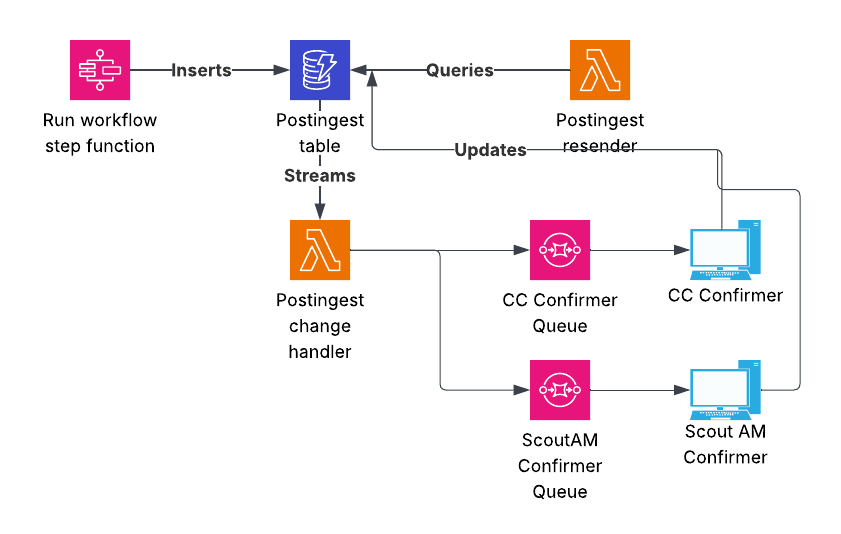 Inserts
Queries
Run workflow
step function
Postingest
table
Postingest
resender
Updates
Streams
Postingest
change
handler
CC Confirmer
Queue
CC Confirmer
ScoutAM
Confirmer
Queue
Scout AM
Confirmer